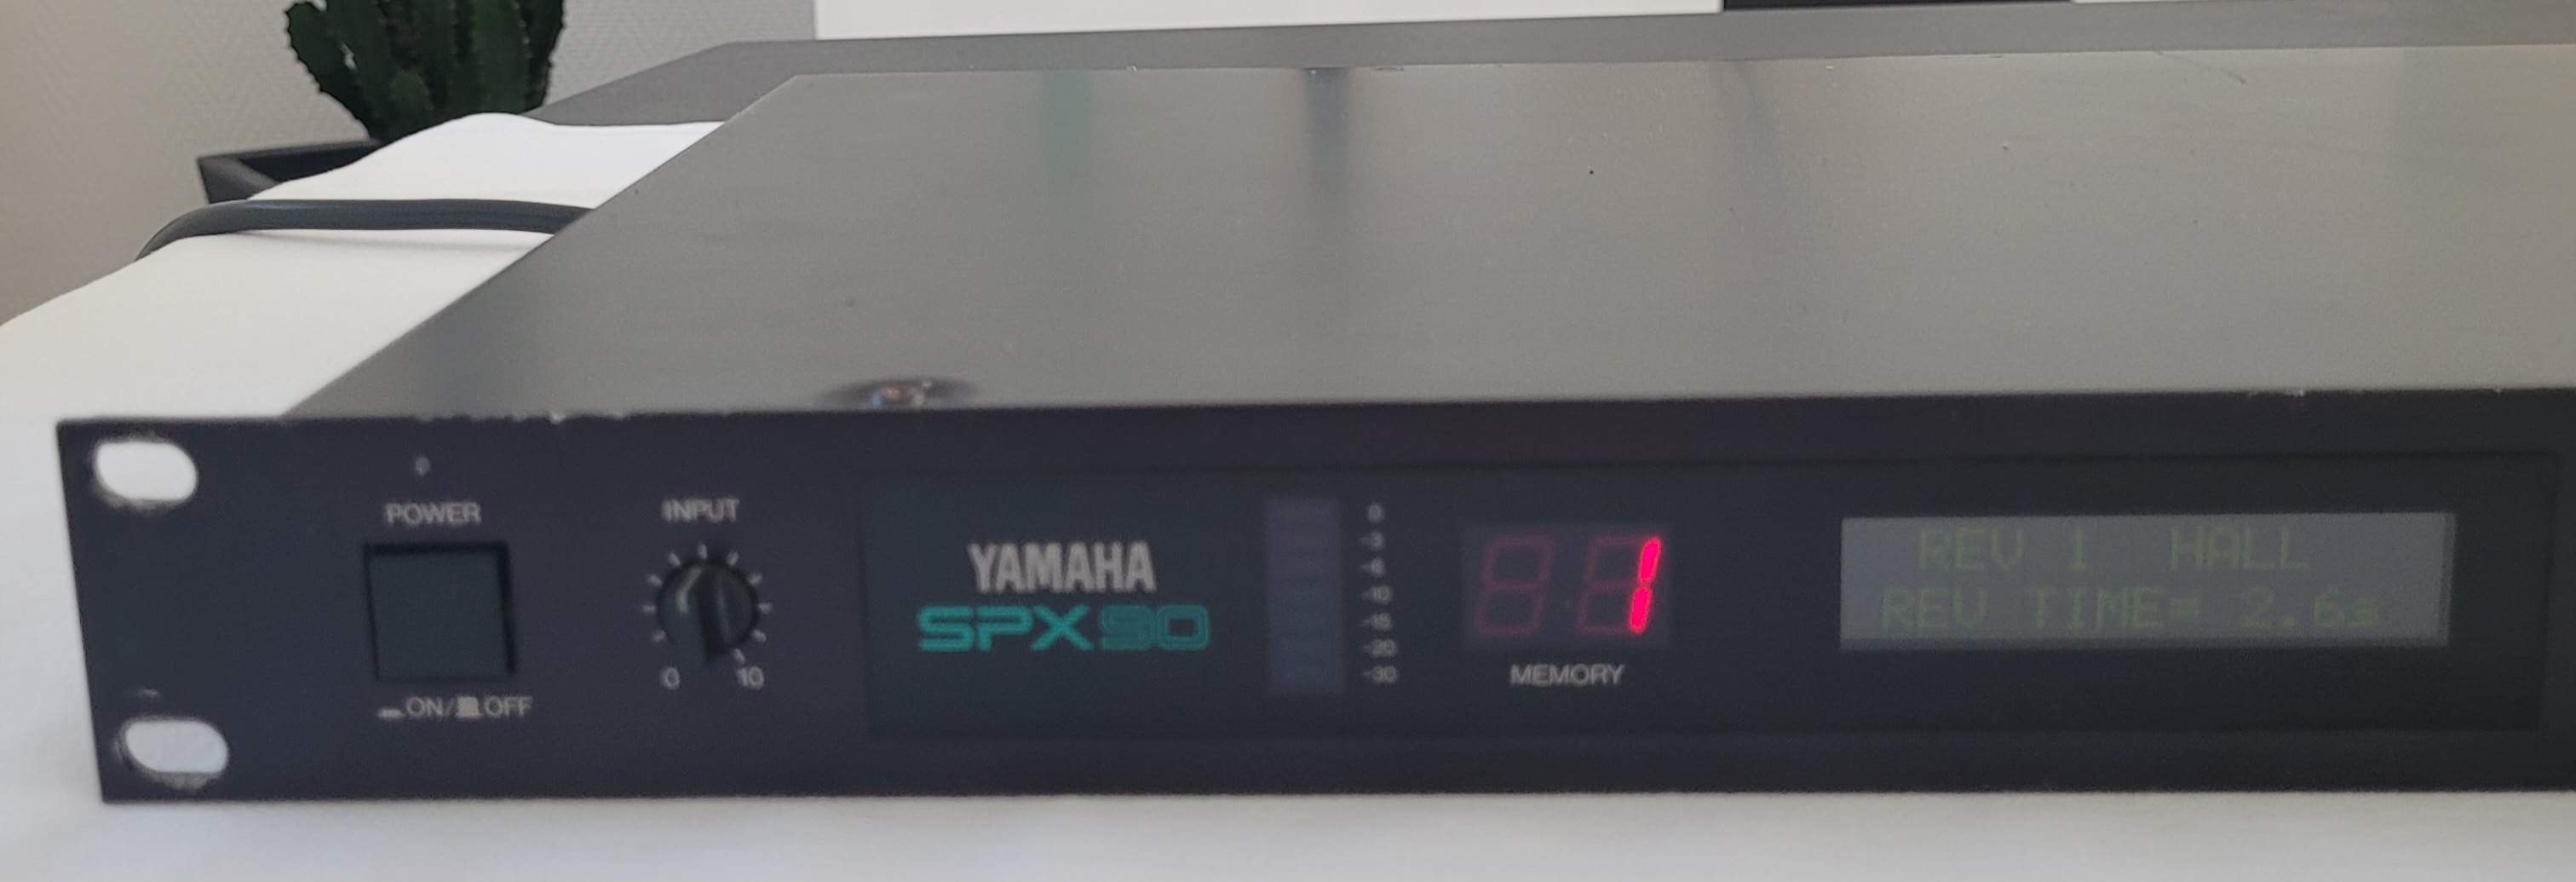 POWER
ON/ OFF
INPUT
0 10
YAMAHA
SPX90
0
-3
-6
-10
-15
-20
-30
1
MEMORY
REV 1 HALL
REV TIME= 2.6s